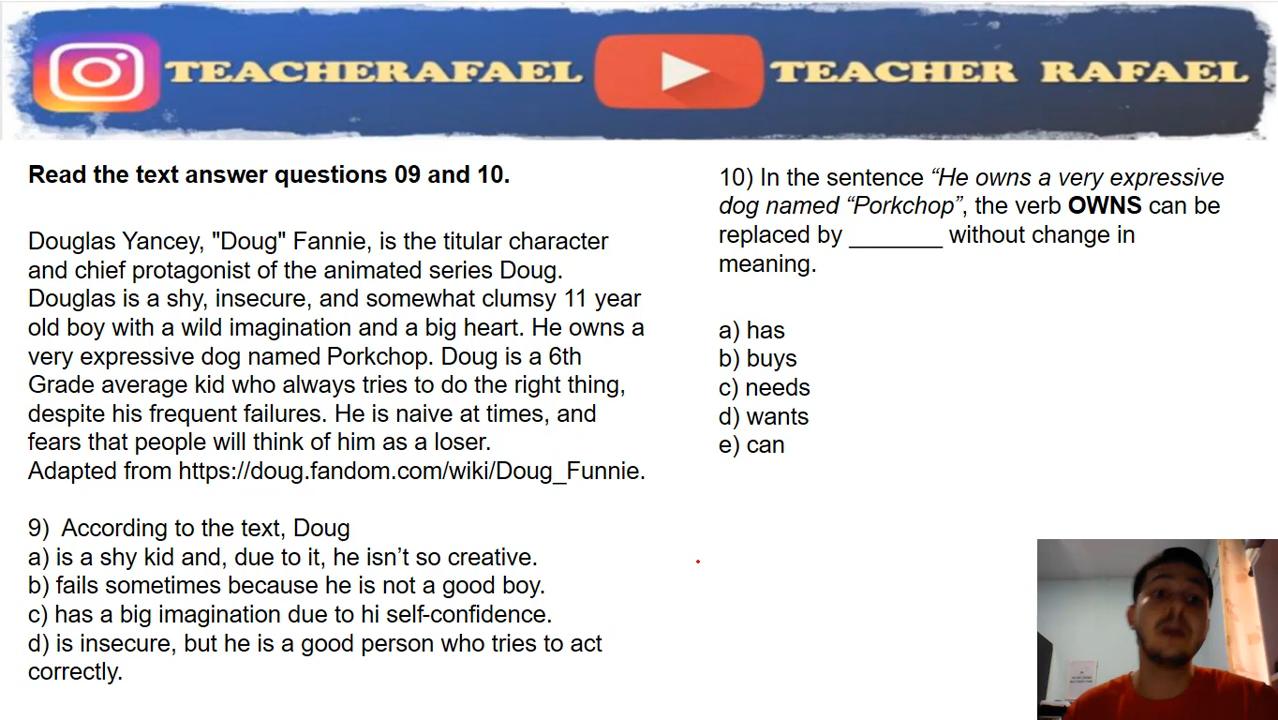 TEACHERAFAEL
TEACHER RAFAEL
Read the text answer questions 09 and 10.
Douglas Yancey, "Doug" Fannie, is the titular character
and chief protagonist of the animated series Doug.
Douglas is a shy, insecure, and somewhat clumsy 11 year
old boy with a wild imagination and a big heart. He owns a
very expressive dog named Porkchop. Doug is a 6th
Grade average kid who always tries to do the right thing,
despite his frequent failures. He is naive at times, and
fears that people will think of him as a loser.
Adapted from https://doug.fandom.com/wiki/Doug_Funnie.
9) According to the text, Doug
a) is a shy kid and, due to it, he isn’t so creative.
b) fails sometimes because he is not a good boy.
c) has a big imagination due to hi self-confidence.
d) is insecure, but he is a good person who tries to act
correctly.
10) In the sentence “He owns a very expressive
dog named “Porkchop”, the verb OWNS can be
replaced by _______ without change in
meaning.
a) has
b) buys
c) needs
d) wants
e) can